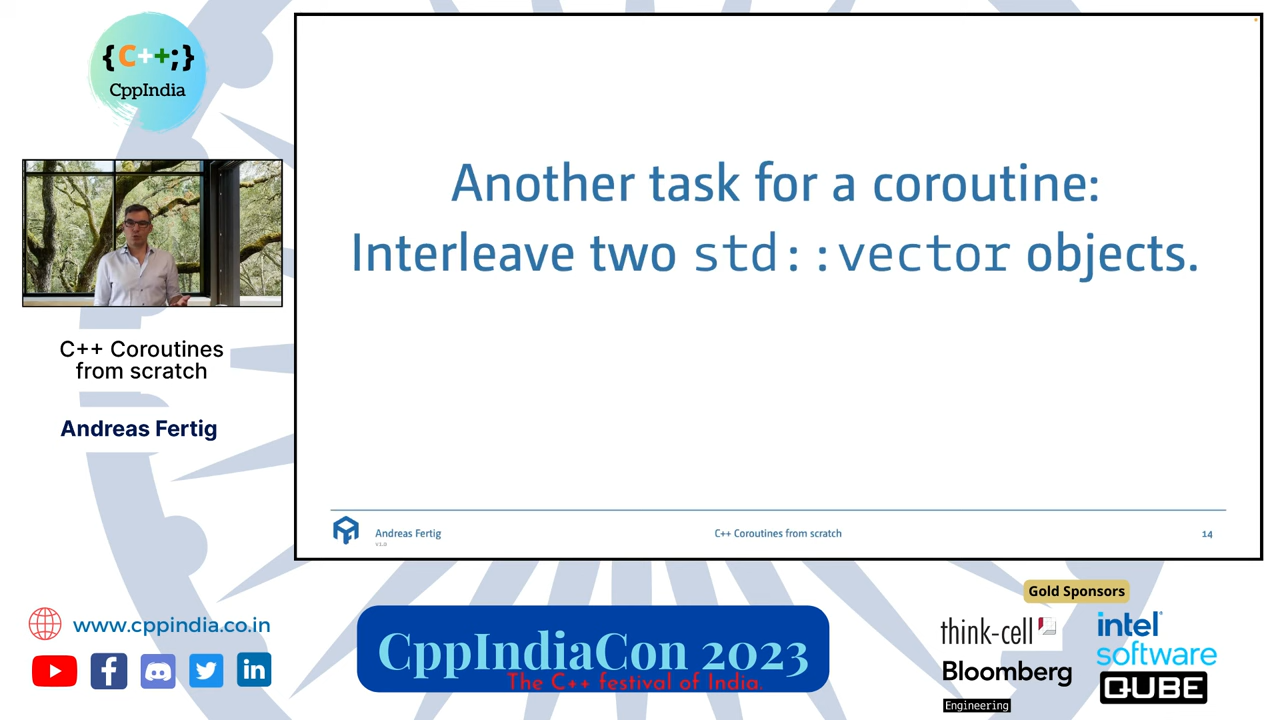 {C++;}
CppIndia
C++ Coroutines
from scratch
Andreas Fertig
Another task for a coroutine:
Interleave two std::vector objects.
Andreas Fertig
v1.0
C++ Coroutines from scratch
14
www.cppindia.co.in
CppIndiaCon 2023
The C++ festival of India.
Gold Sponsors
think-cell
intel
software
Bloomberg
Engineering
QUBE